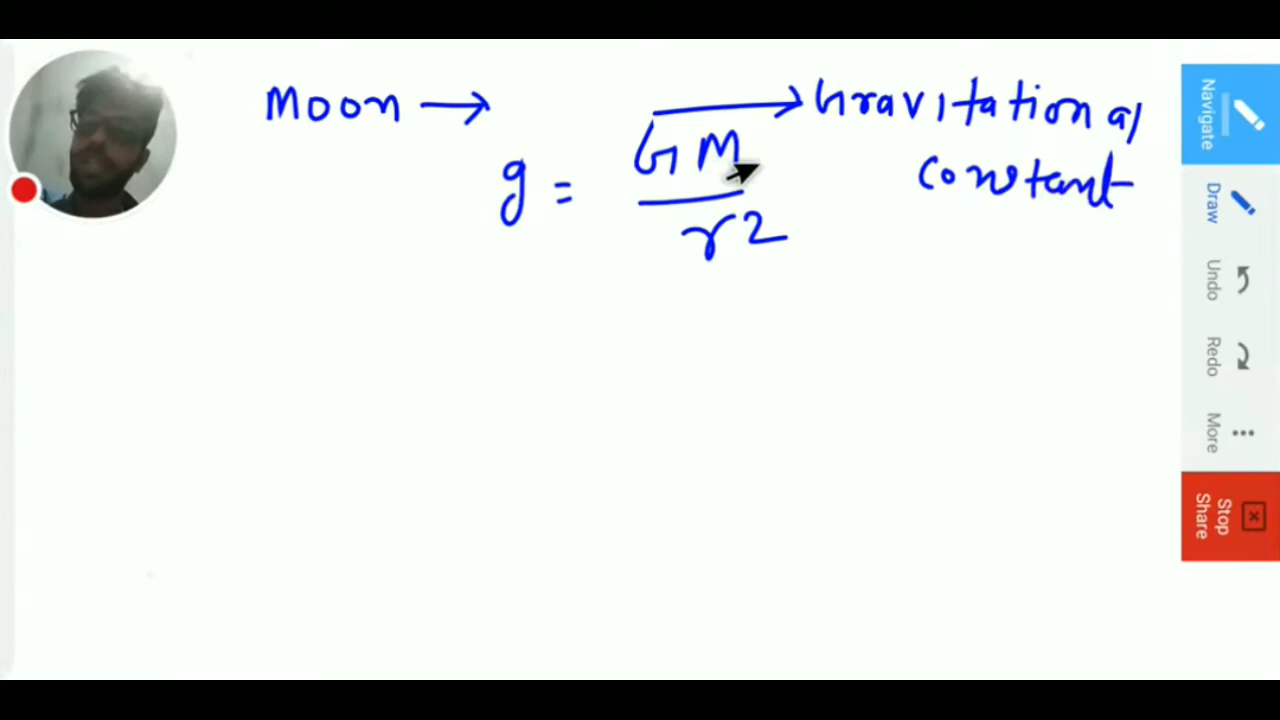 Moon → Gravitational
constant
g = GM
r2
Navigate
Draw
Undo
Redo
More
Stop
Share